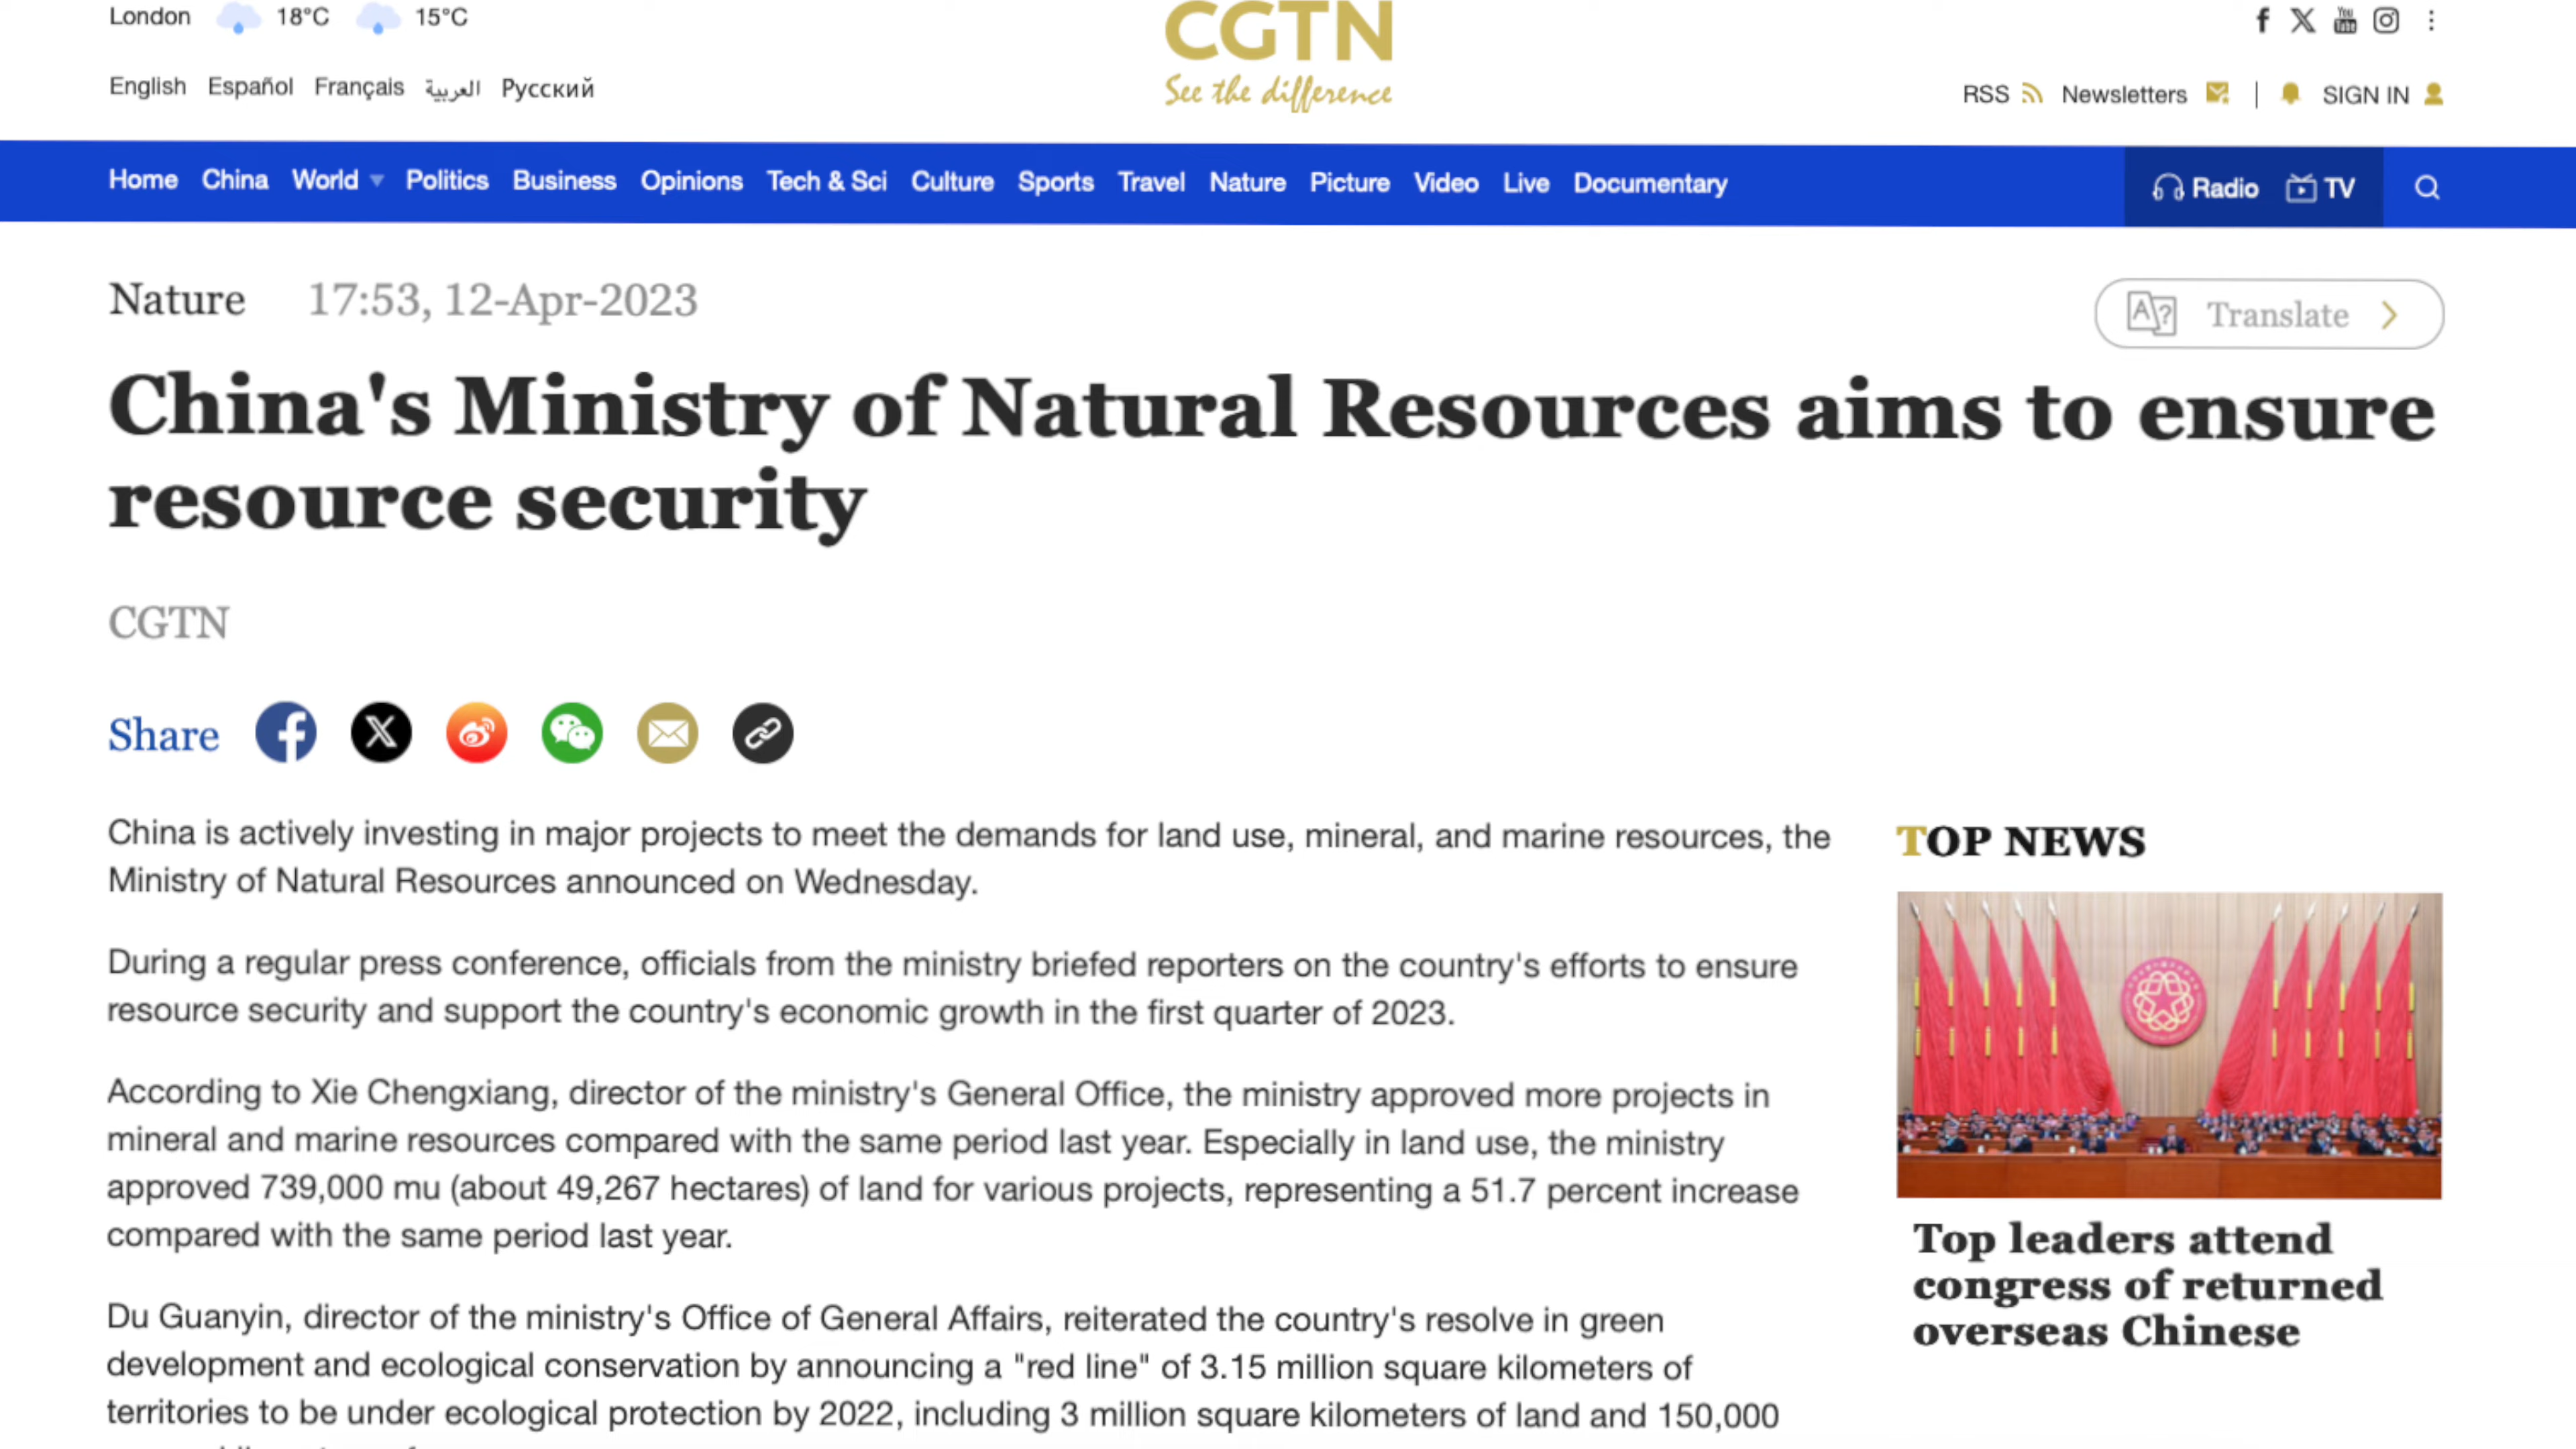 London 18°C 15°C
CGTN
See the difference
English Español Français العربية Русский
RSS Newsletters | SIGN IN
Home China World Politics Business Opinions Tech & Sci Culture Sports Travel Nature Picture Video Live Documentary Radio TV
Nature 17:53, 12-Apr-2023
Translate
China's Ministry of Natural Resources aims to ensure
resource security
CGTN
Share
China is actively investing in major projects to meet the demands for land use, mineral, and marine resources, the
Ministry of Natural Resources announced on Wednesday.
During a regular press conference, officials from the ministry briefed reporters on the country's efforts to ensure
resource security and support the country's economic growth in the first quarter of 2023.
According to Xie Chengxiang, director of the ministry's General Office, the ministry approved more projects in
mineral and marine resources compared with the same period last year. Especially in land use, the ministry
approved 739,000 mu (about 49,267 hectares) of land for various projects, representing a 51.7 percent increase
compared with the same period last year.
Du Guanyin, director of the ministry's Office of General Affairs, reiterated the country's resolve in green
development and ecological conservation by announcing a "red line" of 3.15 million square kilometers of
territories to be under ecological protection by 2022, including 3 million square kilometers of land and 150,000
TOP NEWS
Top leaders attend
congress of returned
overseas Chinese